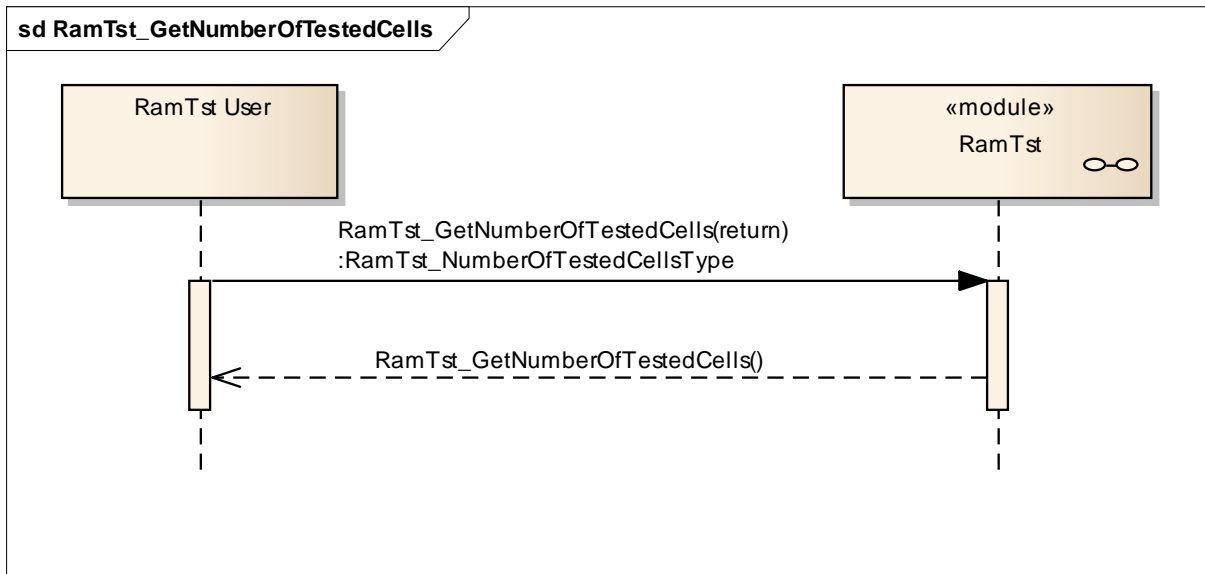 sd RamTst_GetNumberOfTestedCells
RamTst User
«module»
RamTst
RamTst_GetNumberOfTestedCells(return)
:RamTst_NumberOfTestedCellsType
RamTst_GetNumberOfTestedCells()